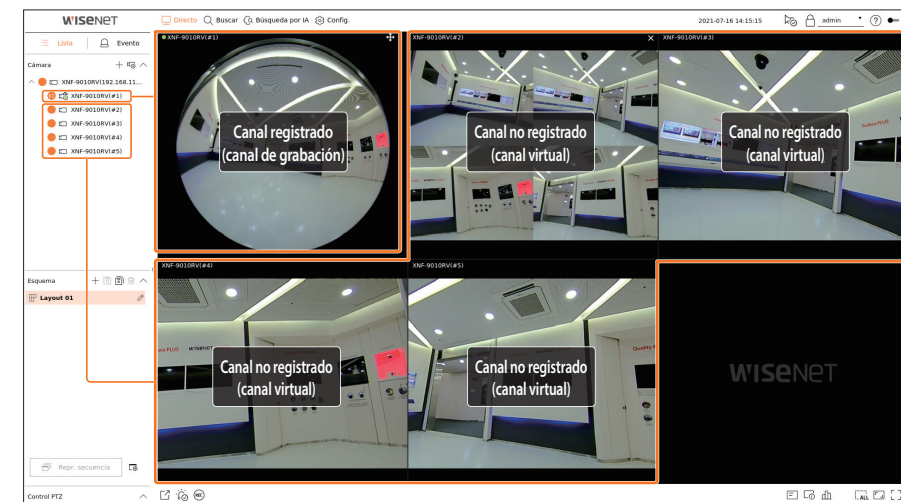 WISENET
Directo
Buscar
Búsqueda por IA
Config.
2021-07-16 14:15:15
admin
Lista
Evento
Cámara
XNF-9010RV(192.168.11...
XNF-9010RV(#1)
XNF-9010RV(#2)
XNF-9010RV(#3)
XNF-9010RV(#4)
XNF-9010RV(#5)
XNF-9010RV(#1)
Canal registrado
(canal de grabación)
XNF-9010RV(#2)
Canal no registrado
(canal virtual)
XNF-9010RV(#3)
Canal no registrado
(canal virtual)
Esquema
Layout 01
XNF-9010RV(#4)
WISENET
Canal no registrado
(canal virtual)
XNF-9010RV(#5)
Canal no registrado
(canal virtual)
WISENET
Repr. secuencia
Control PTZ
REC
ALL